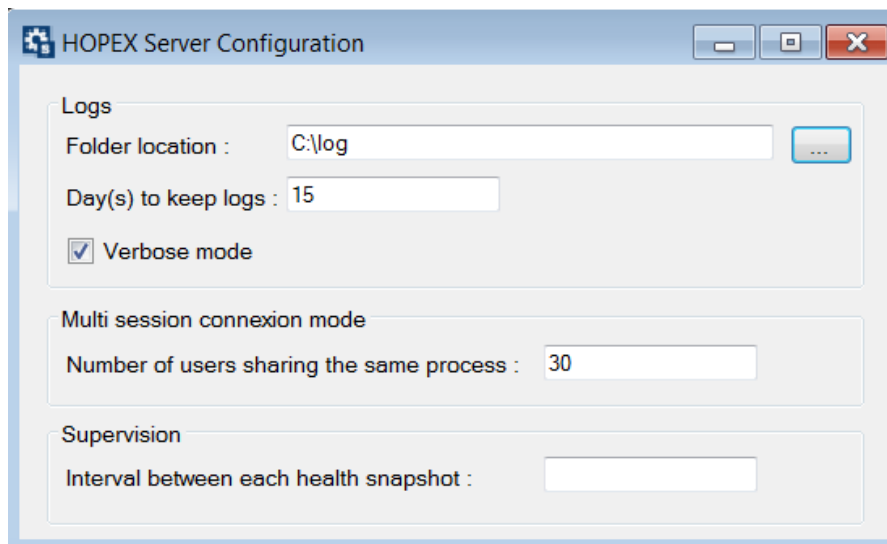 HOPEX Server Configuration
Logs
Folder location : C:\log ...
Day(s) to keep logs : 15
Verbose mode
Multi session connexion mode
Number of users sharing the same process : 30
Supervision
Interval between each health snapshot :